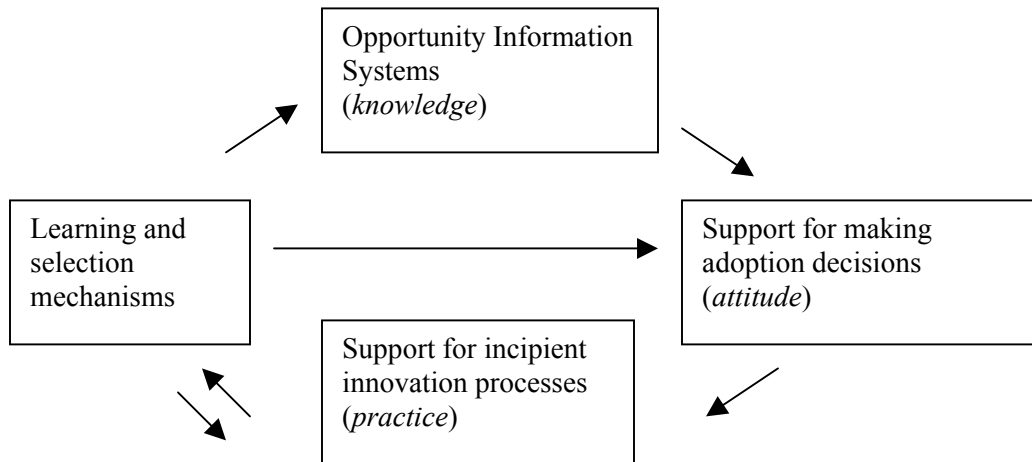 Opportunity Information
Systems
(knowledge)
Learning and
selection
mechanisms
Support for making
adoption decisions
(attitude)
Support for incipient
innovation processes
(practice)